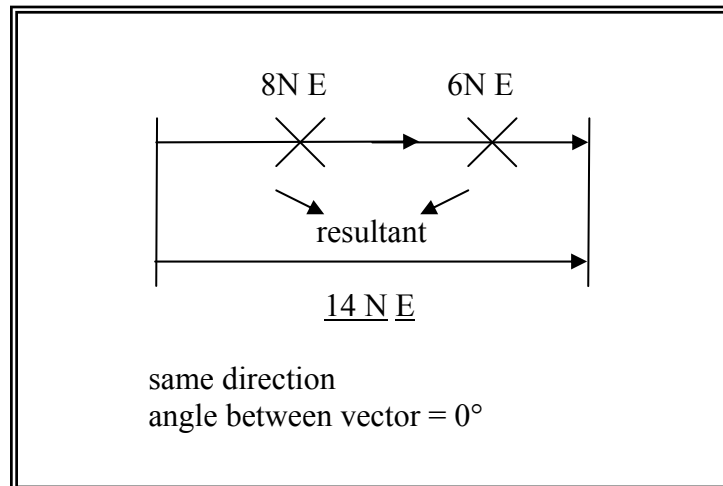 8N E 6N E
resultant
14 N E
same direction
angle between vector = 0°